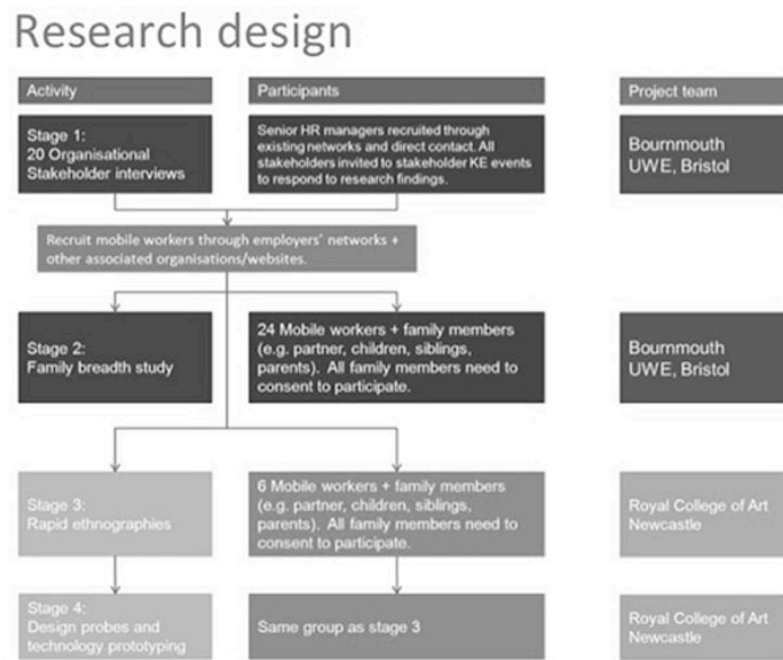 Research design
Activity
Participants
Project team
Stage 1:
20 Organisational
Stakeholder interviews
Senior HR managers recruited through
existing networks and direct contact. All
stakeholders invited to stakeholder KE events
to respond to research findings.
Bournmouth
UWE, Bristol
Recruit mobile workers through employers' networks +
other associated organisations/websites.
Stage 2:
Family breadth study
24 Mobile workers + family members
(e.g. partner, children, siblings,
parents). All family members need to
consent to participate.
Bournmouth
UWE, Bristol
Stage 3:
Rapid ethnographies
6 Mobile workers + family members
(e.g. partner, children, siblings,
parents). All family members need to
consent to participate.
Royal College of Art
Newcastle
Stage 4:
Design probes and
technology prototyping
Same group as stage 3
Royal College of Art
Newcastle